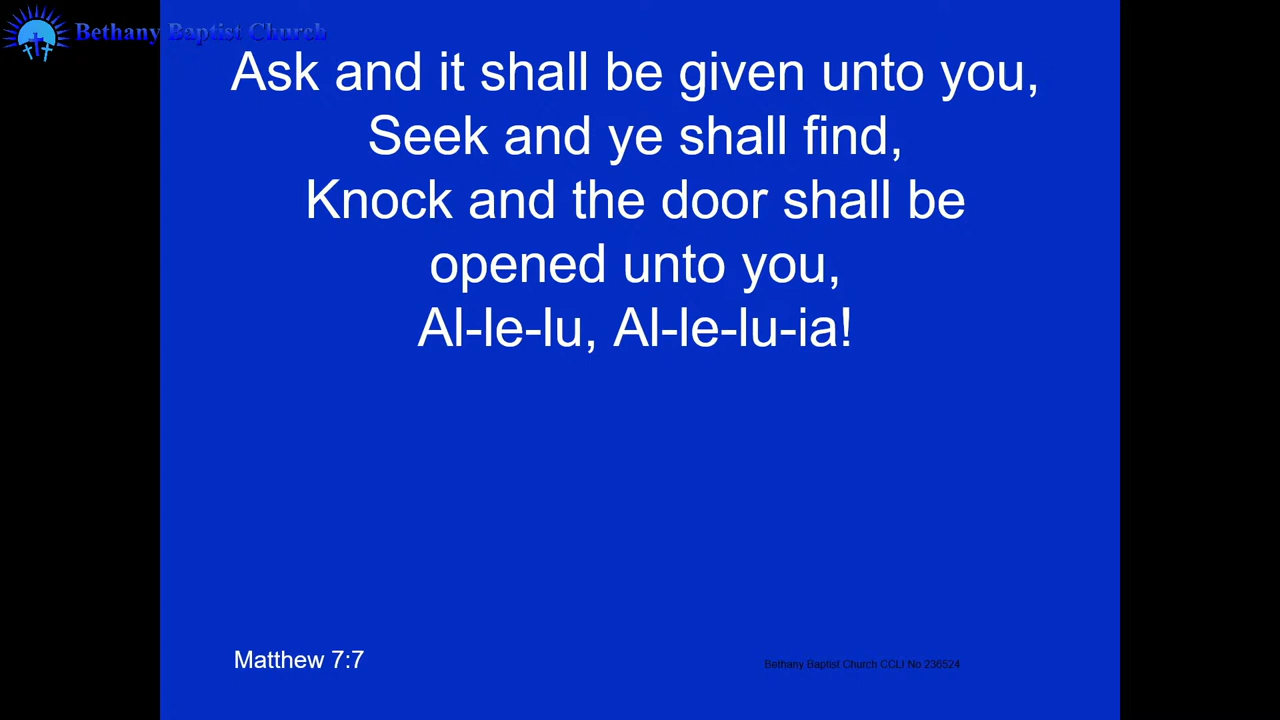 Bethany Baptist Church
Ask and it shall be given unto you,
Seek and ye shall find,
Knock and the door shall be
opened unto you,
Al-le-lu, Al-le-lu-ia!
Matthew 7:7
Bethany Baptist Church CCLI No 236524